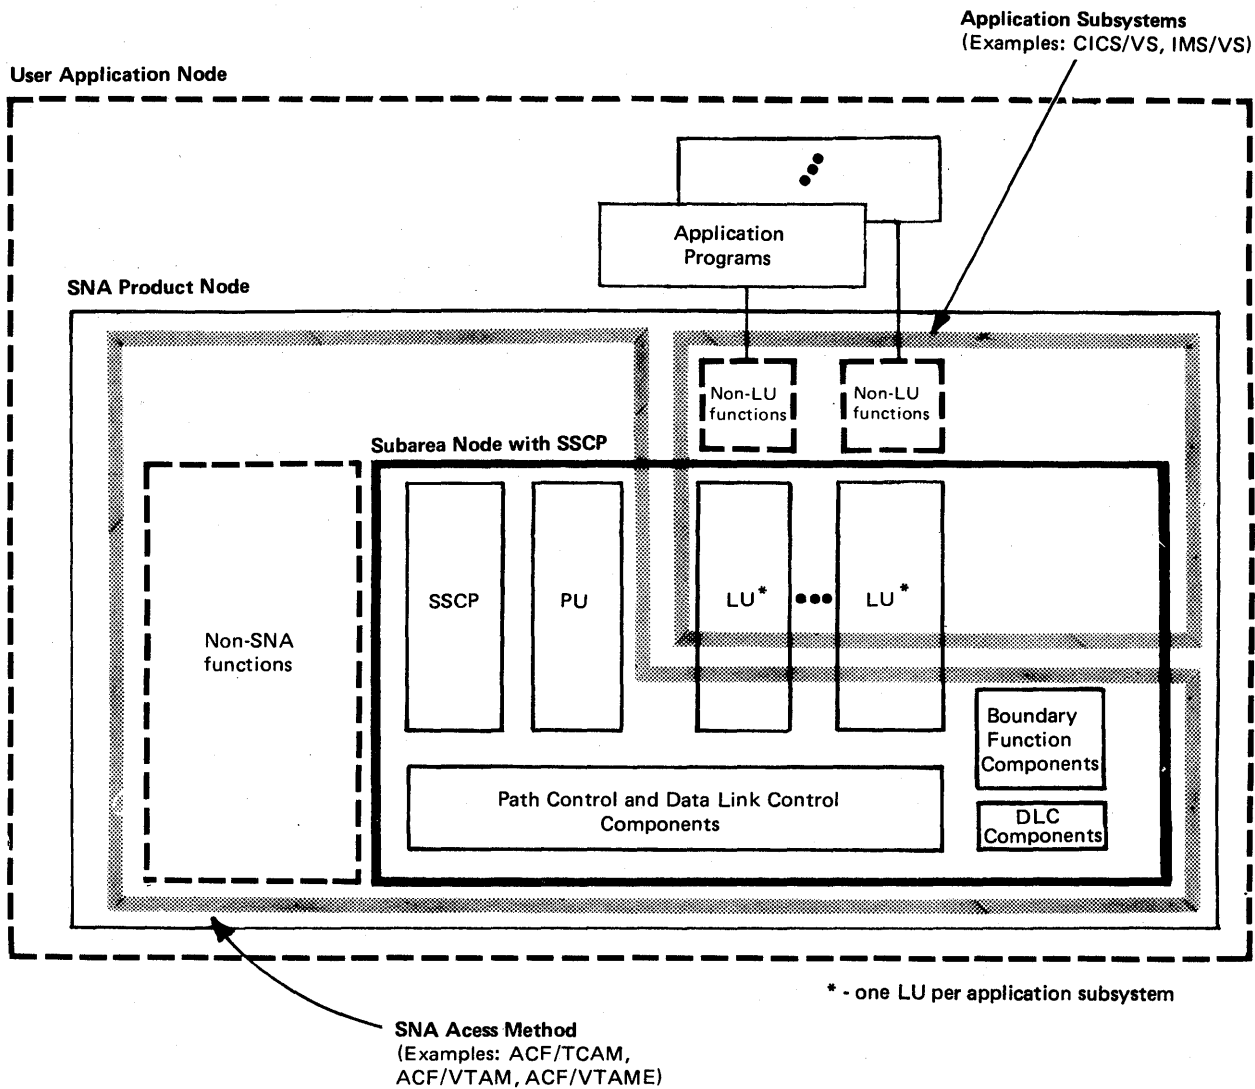 Application Subsystems
(Examples: CICS/VS, IMS/VS)
User Application Node
Application
Programs
SNA Product Node
Non-LU
functions
Non-LU
functions
Subarea Node with SSCP
SSCP
PU
LU*
LU*
Non-SNA
functions
Boundary
Function
Components
Path Control and Data Link Control
Components
DLC
Components
* - one LU per application subsystem
SNA Acess Method
(Examples: ACF/TCAM,
ACF/VTAM, ACF/VTAME)